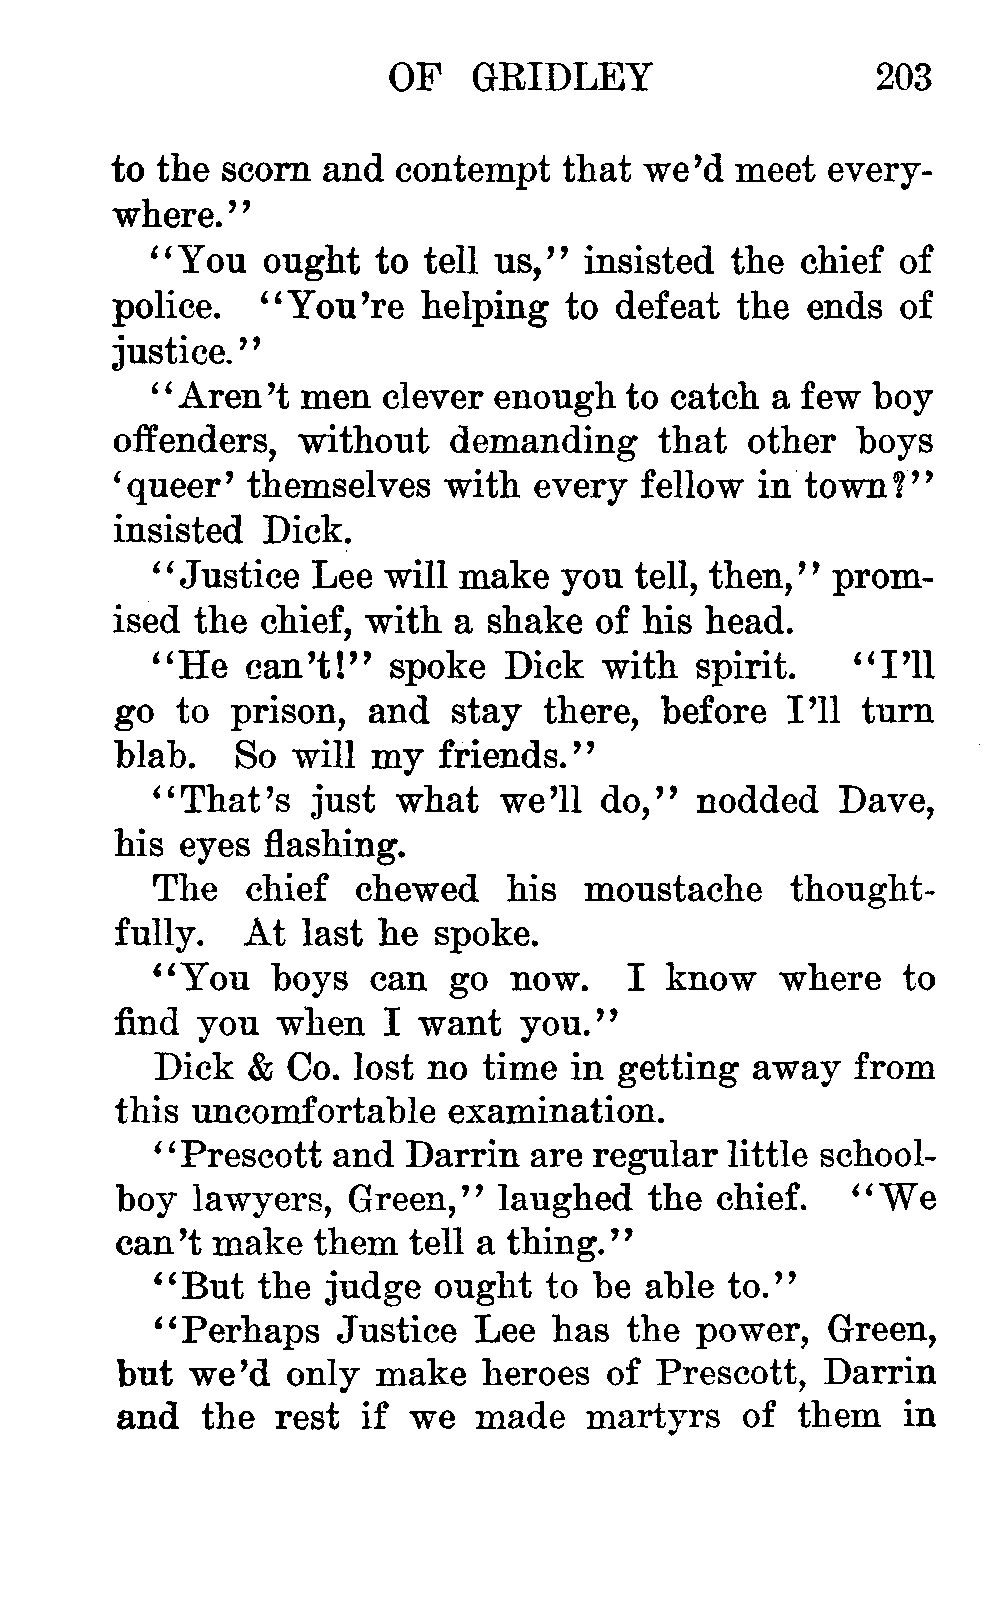 OF GRIDLEY 203
to the scorn and contempt that we'd meet every-
where."
"You ought to tell us," insisted the chief of
police. "You're helping to defeat the ends of
justice."
"Aren't men clever enough to catch a few boy
offenders, without demanding that other boys
'queer' themselves with every fellow in town?"
insisted Dick.
"Justice Lee will make you tell, then," prom-
ised the chief, with a shake of his head.
"He can't!" spoke Dick with spirit. "I'll
go to prison, and stay there, before I'll turn
blab. So will my friends."
"That's just what we'll do," nodded Dave,
his eyes flashing.
The chief chewed his moustache thought-
fully. At last he spoke.
"You boys can go now. I know where to
find you when I want you."
Dick & Co. lost no time in getting away from
this uncomfortable examination.
"Prescott and Darrin are regular little school-
boy lawyers, Green," laughed the chief. "We
can't make them tell a thing."
"But the judge ought to be able to."
"Perhaps Justice Lee has the power, Green,
but we'd only make heroes of Prescott, Darrin
and the rest if we made martyrs of them in